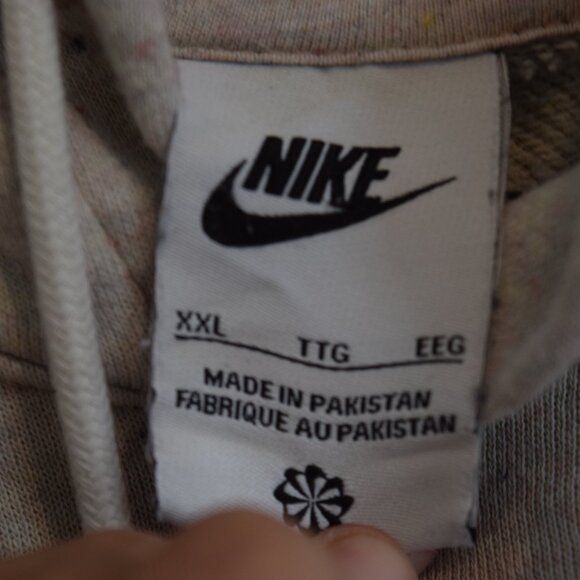 NIKE
XXL TTG EEG
MADE IN PAKISTAN
FABRIQUE AU PAKISTAN